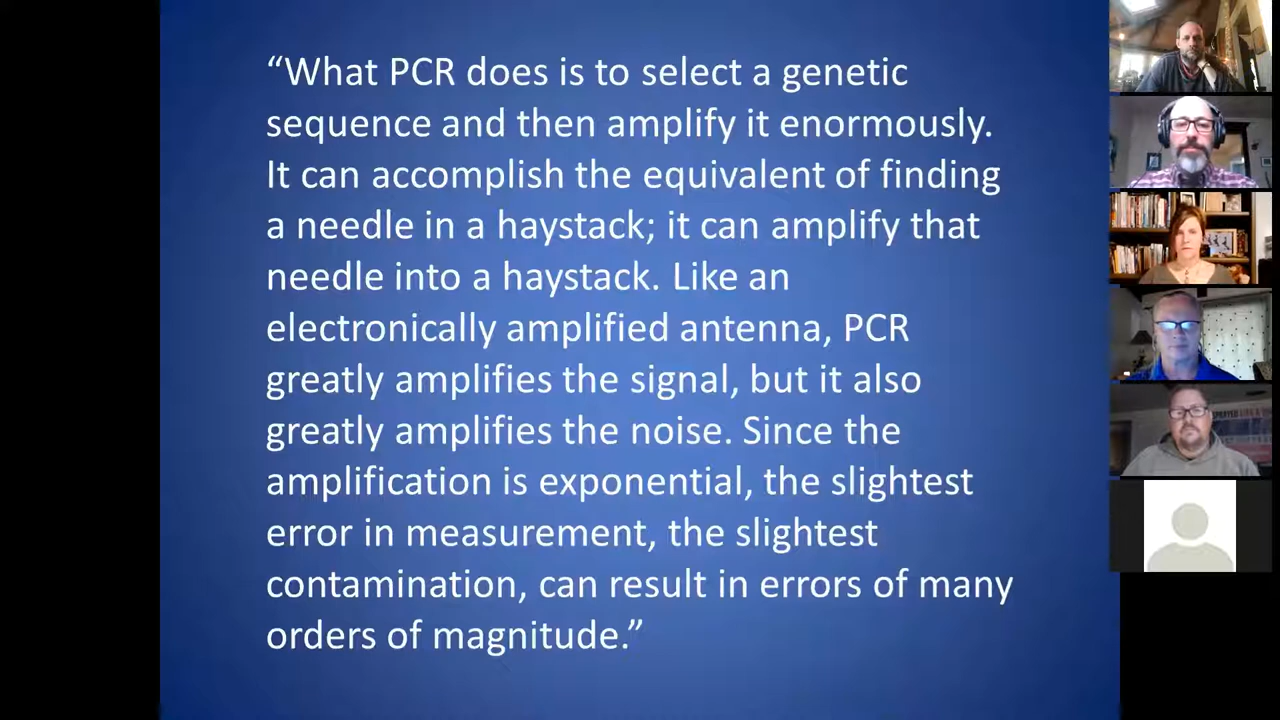 “What PCR does is to select a genetic
sequence and then amplify it enormously.
It can accomplish the equivalent of finding
a needle in a haystack; it can amplify that
needle into a haystack. Like an
electronically amplified antenna, PCR
greatly amplifies the signal, but it also
greatly amplifies the noise. Since the
amplification is exponential, the slightest
error in measurement, the slightest
contamination, can result in errors of many
orders of magnitude.”